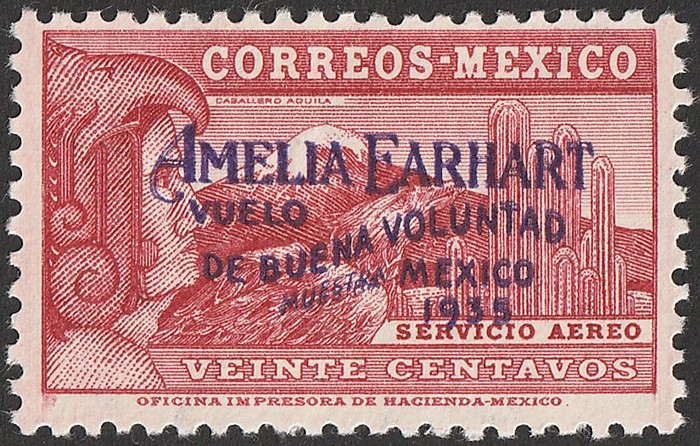 CORREOS-MEXICO
CABALLERO AGUILA
AMELIA EARHART
VUELO
DE BUENA VOLUNTAD
MEXICO
MUESTRA
1935
SERVICIO AEREO
VEINTE CENTAVOS
OFICINA IMPRESORA DE HACIENDA-MEXICO.